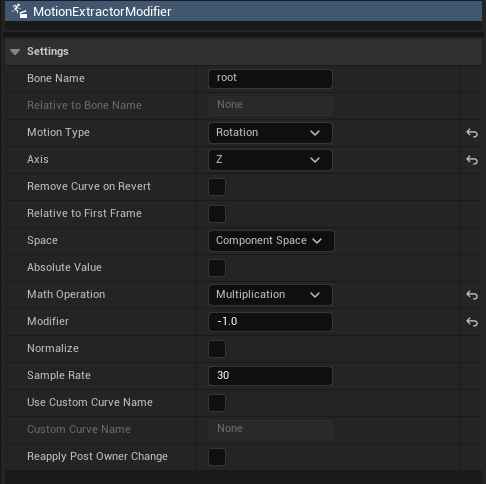 MotionExtractorModifier
Settings
Bone Name root
Relative to Bone Name None
Motion Type Rotation
Axis Z
Remove Curve on Revert
Relative to First Frame
Space Component Space
Absolute Value
Math Operation Multiplication
Modifier -1.0
Normalize
Sample Rate 30
Use Custom Curve Name
Custom Curve Name None
Reapply Post Owner Change